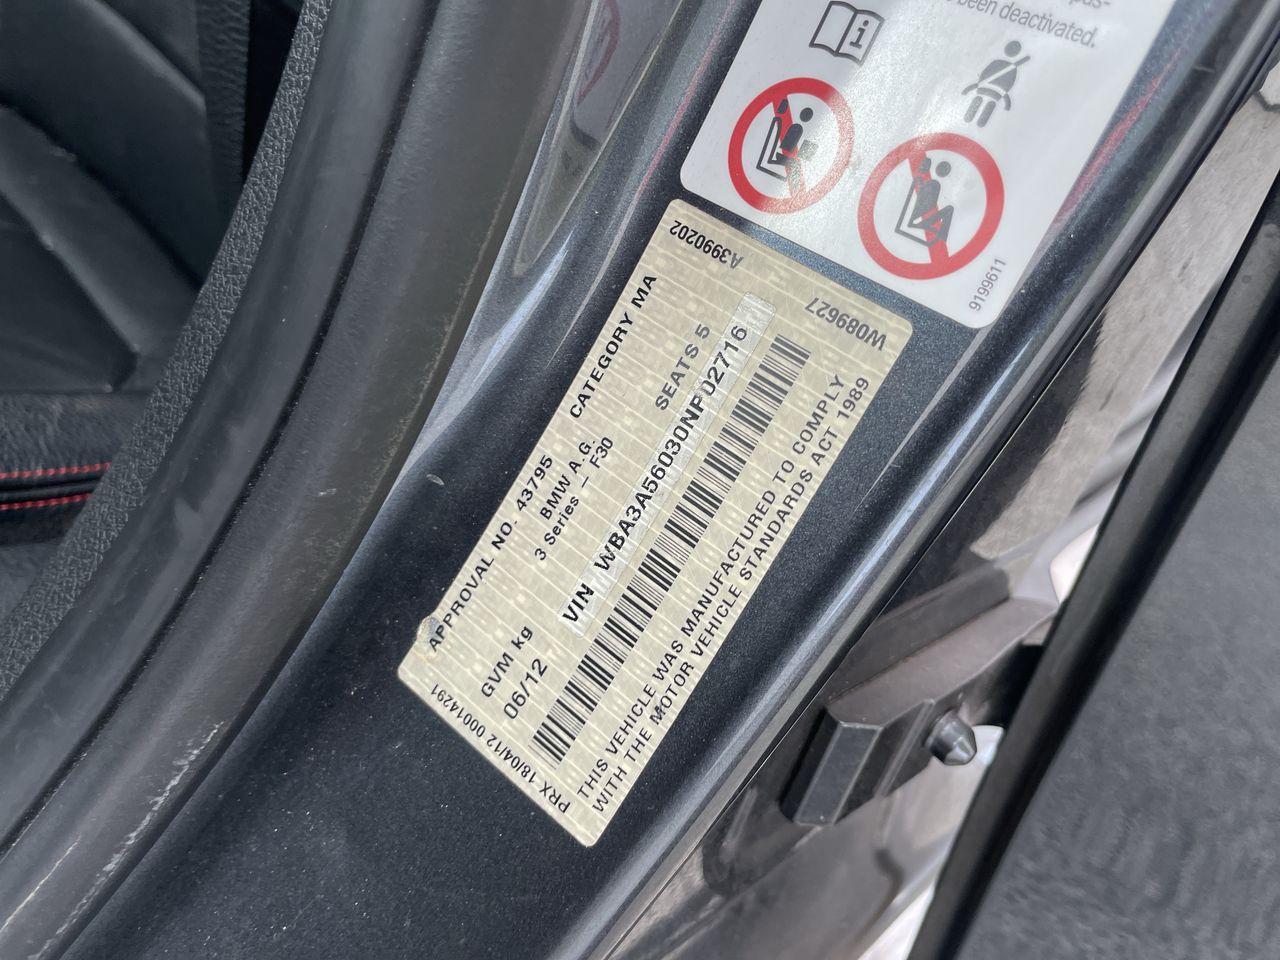 been deactivated.
9199611
A3990202
W089627
APPROVAL NO. 43795 CATEGORY MA
BMW A.G.
3 Series _ F30 SEATS 5
GVM kg
06/12
VIN WBA3A56030NP02716
THIS VEHICLE WAS MANUFACTURED TO COMPLY
WITH THE MOTOR VEHICLE STANDARDS ACT 1989
PRX 18/04/12 00014291